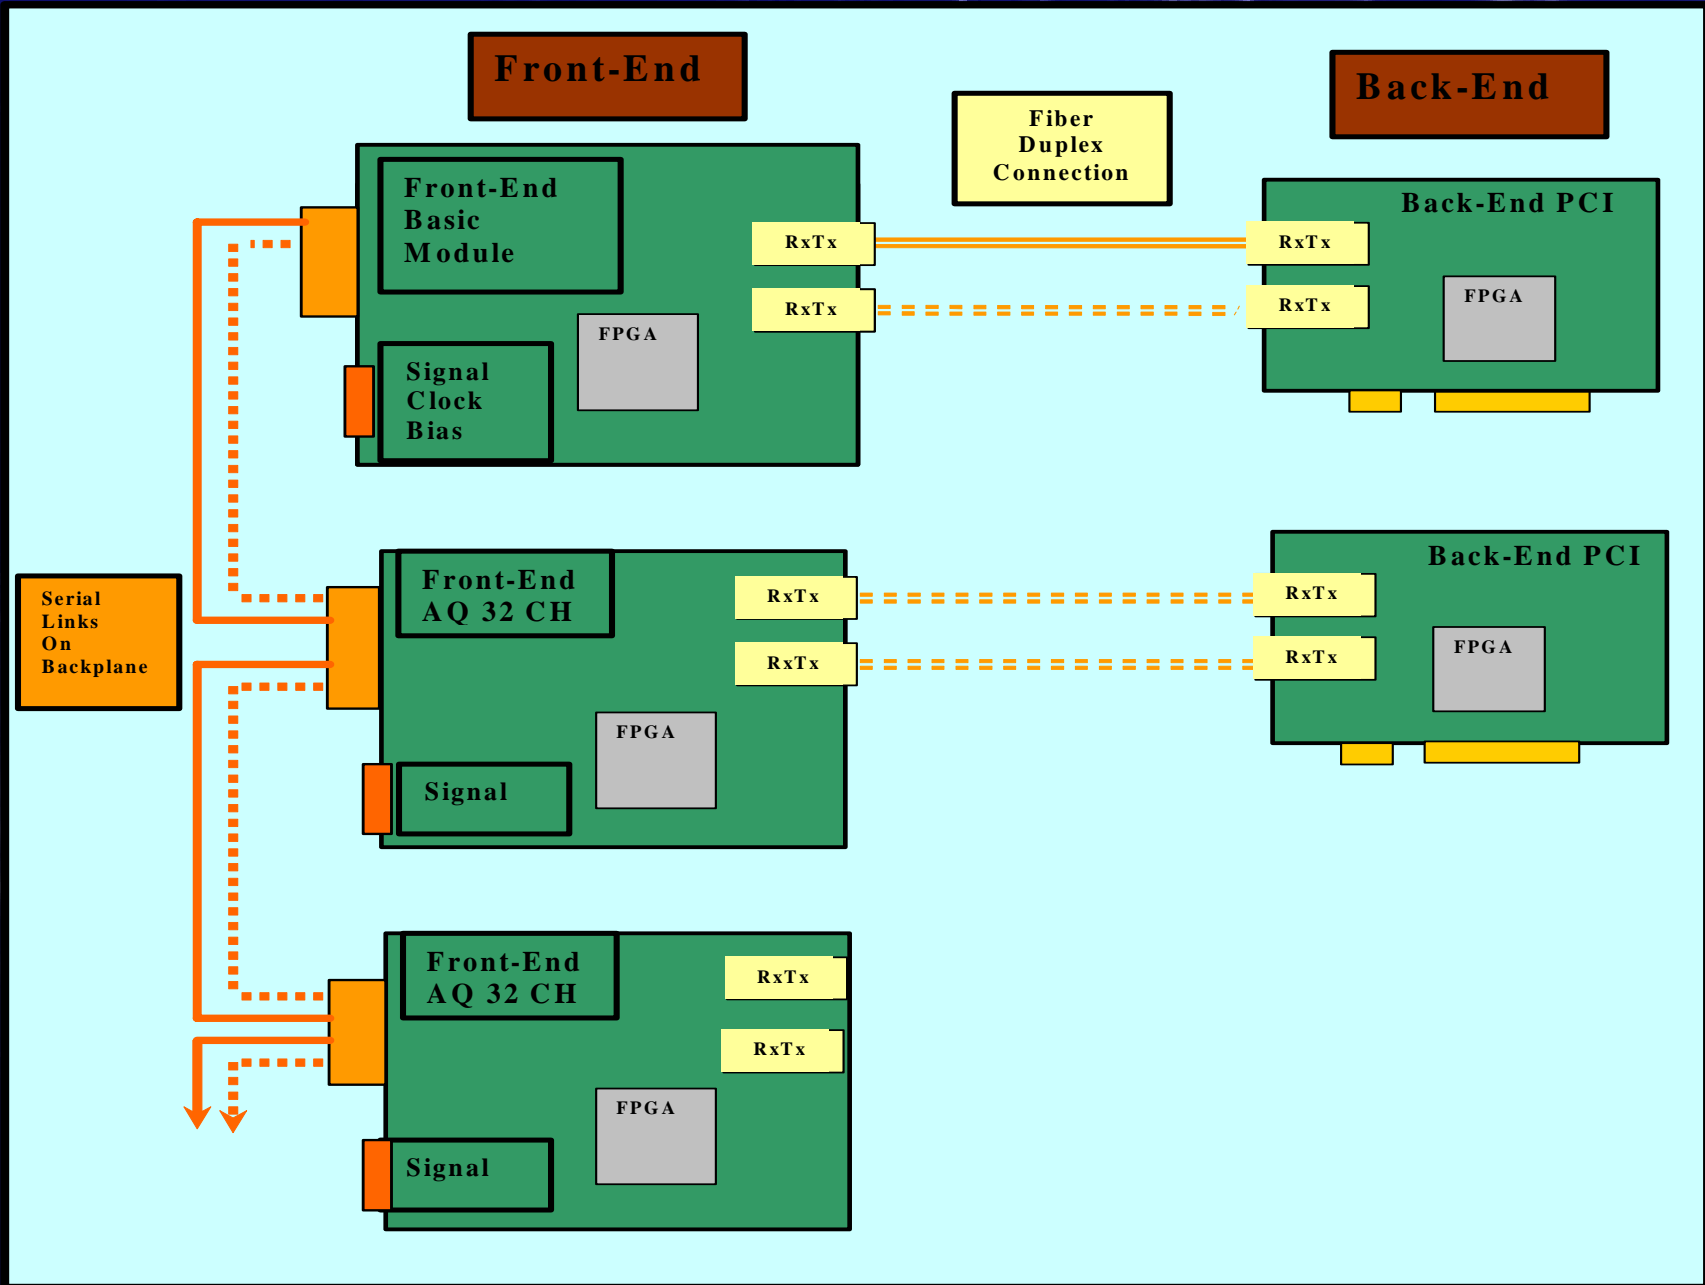 Front-End
Back-End
Fiber
Duplex
Connection
Front-End
Basic
Module
RxTx
RxTx
FPGA
Signal
Clock
Bias
Back-End PCI
RxTx
RxTx
FPGA
Serial
Links
On
Backplane
Front-End
AQ 32 CH
RxTx
RxTx
FPGA
Signal
Back-End PCI
RxTx
RxTx
FPGA
Front-End
AQ 32 CH
RxTx
RxTx
FPGA
Signal